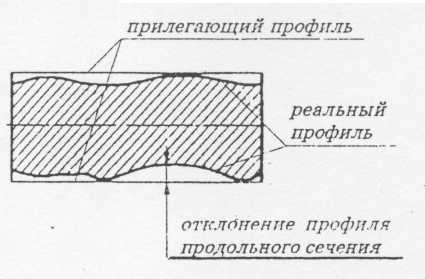 прилегающий профиль
реальный
профиль
отклонение профиля
продольного сечения